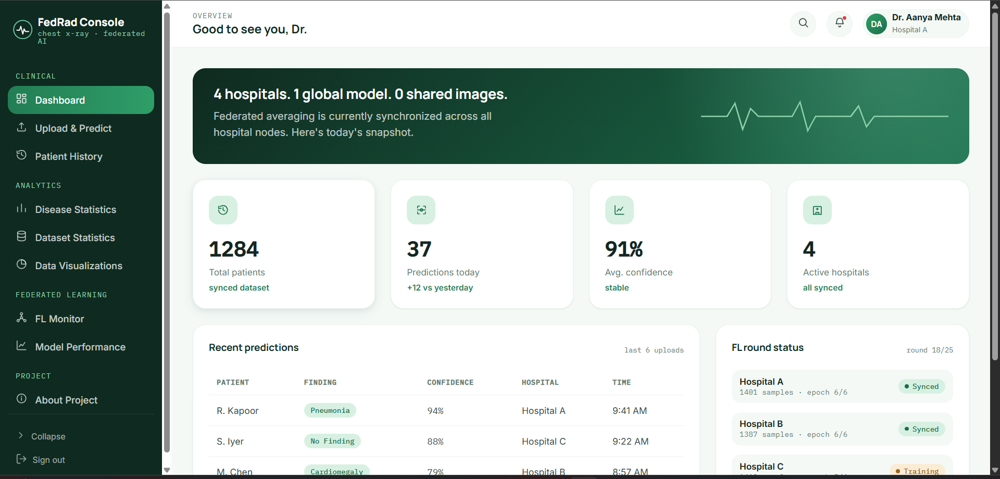 FedRad Console
chest x-ray · federated
AI
CLINICAL
Dashboard
Upload & Predict
Patient History
ANALYTICS
Disease Statistics
Dataset Statistics
Data Visualizations
FEDERATED LEARNING
FL Monitor
Model Performance
PROJECT
About Project
Collapse
Sign out
OVERVIEW
Good to see you, Dr.
DA
Dr. Aanya Mehta
Hospital A
4 hospitals. 1 global model. 0 shared images.
Federated averaging is currently synchronized across all
hospital nodes. Here's today's snapshot.
1284
Total patients
synced dataset
37
Predictions today
+12 vs yesterday
91%
Avg. confidence
stable
4
Active hospitals
all synced
Recent predictions
last 6 uploads
PATIENT FINDING CONFIDENCE HOSPITAL TIME
R. Kapoor Pneumonia 94% Hospital A 9:41 AM
S. Iyer No Finding 88% Hospital C 9:22 AM
M. Chen Cardiomegaly 79% Hospital B 8:57 AM
FL round status
round 18/25
Hospital A
1401 samples · epoch 6/6
Synced
Hospital B
1387 samples · epoch 6/6
Synced
Hospital C
Training